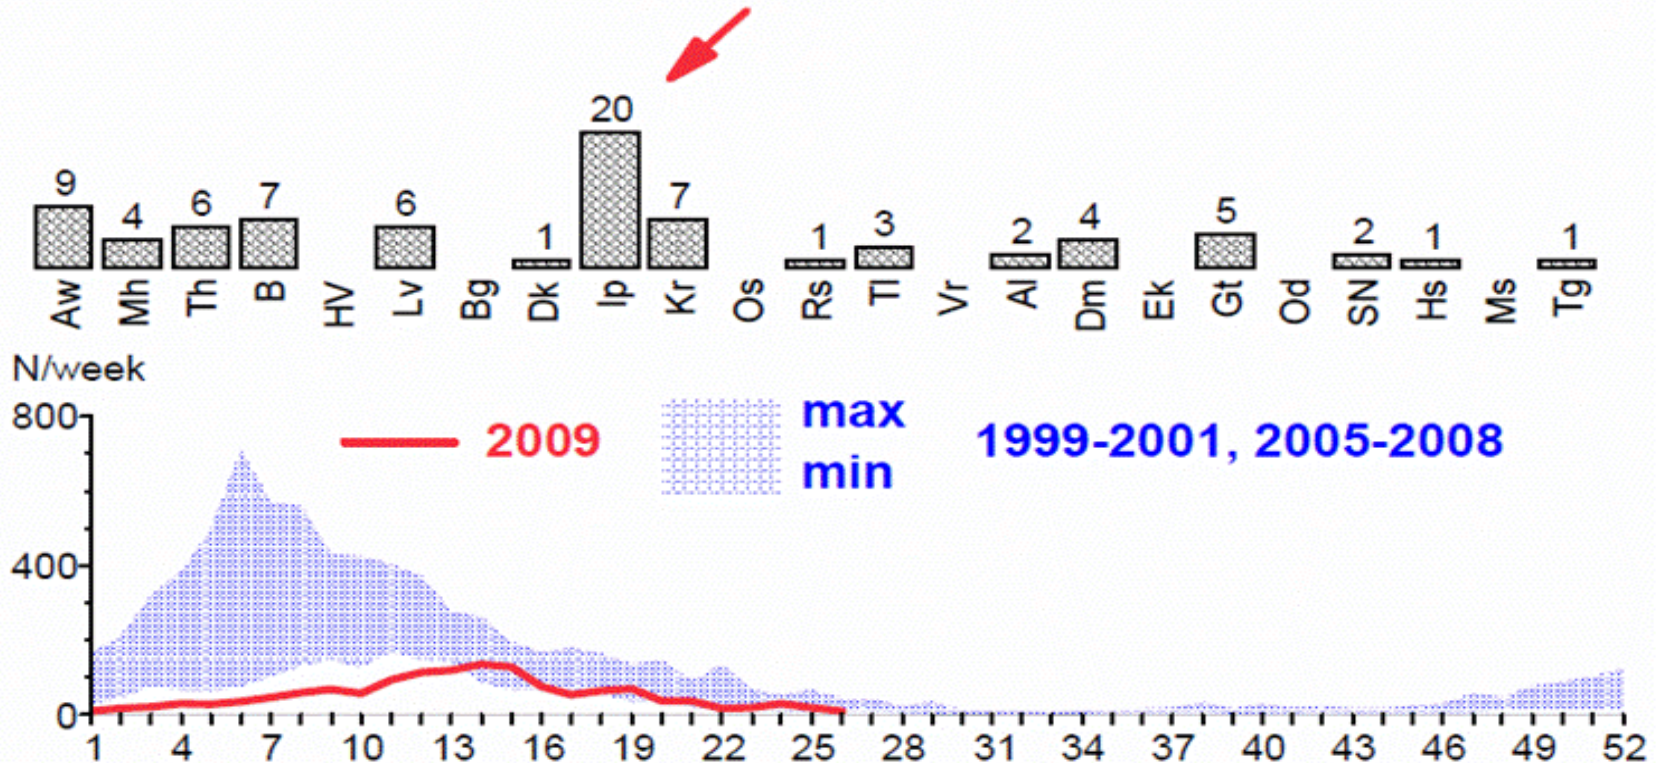 20
9 4 6 7 6 1 7 1 3 2 4 5 2 1 1
Aw Mh Th B HV Lv Bg Dk Ip Kr Os Rs Tl Vr Al Dm Ek Gt Od SN Hs Ms Tg
N/week
800
2009
max
min
1999-2001, 2005-2008
400
0
1 4 7 10 13 16 19 22 25 28 31 34 37 40 43 46 49 52